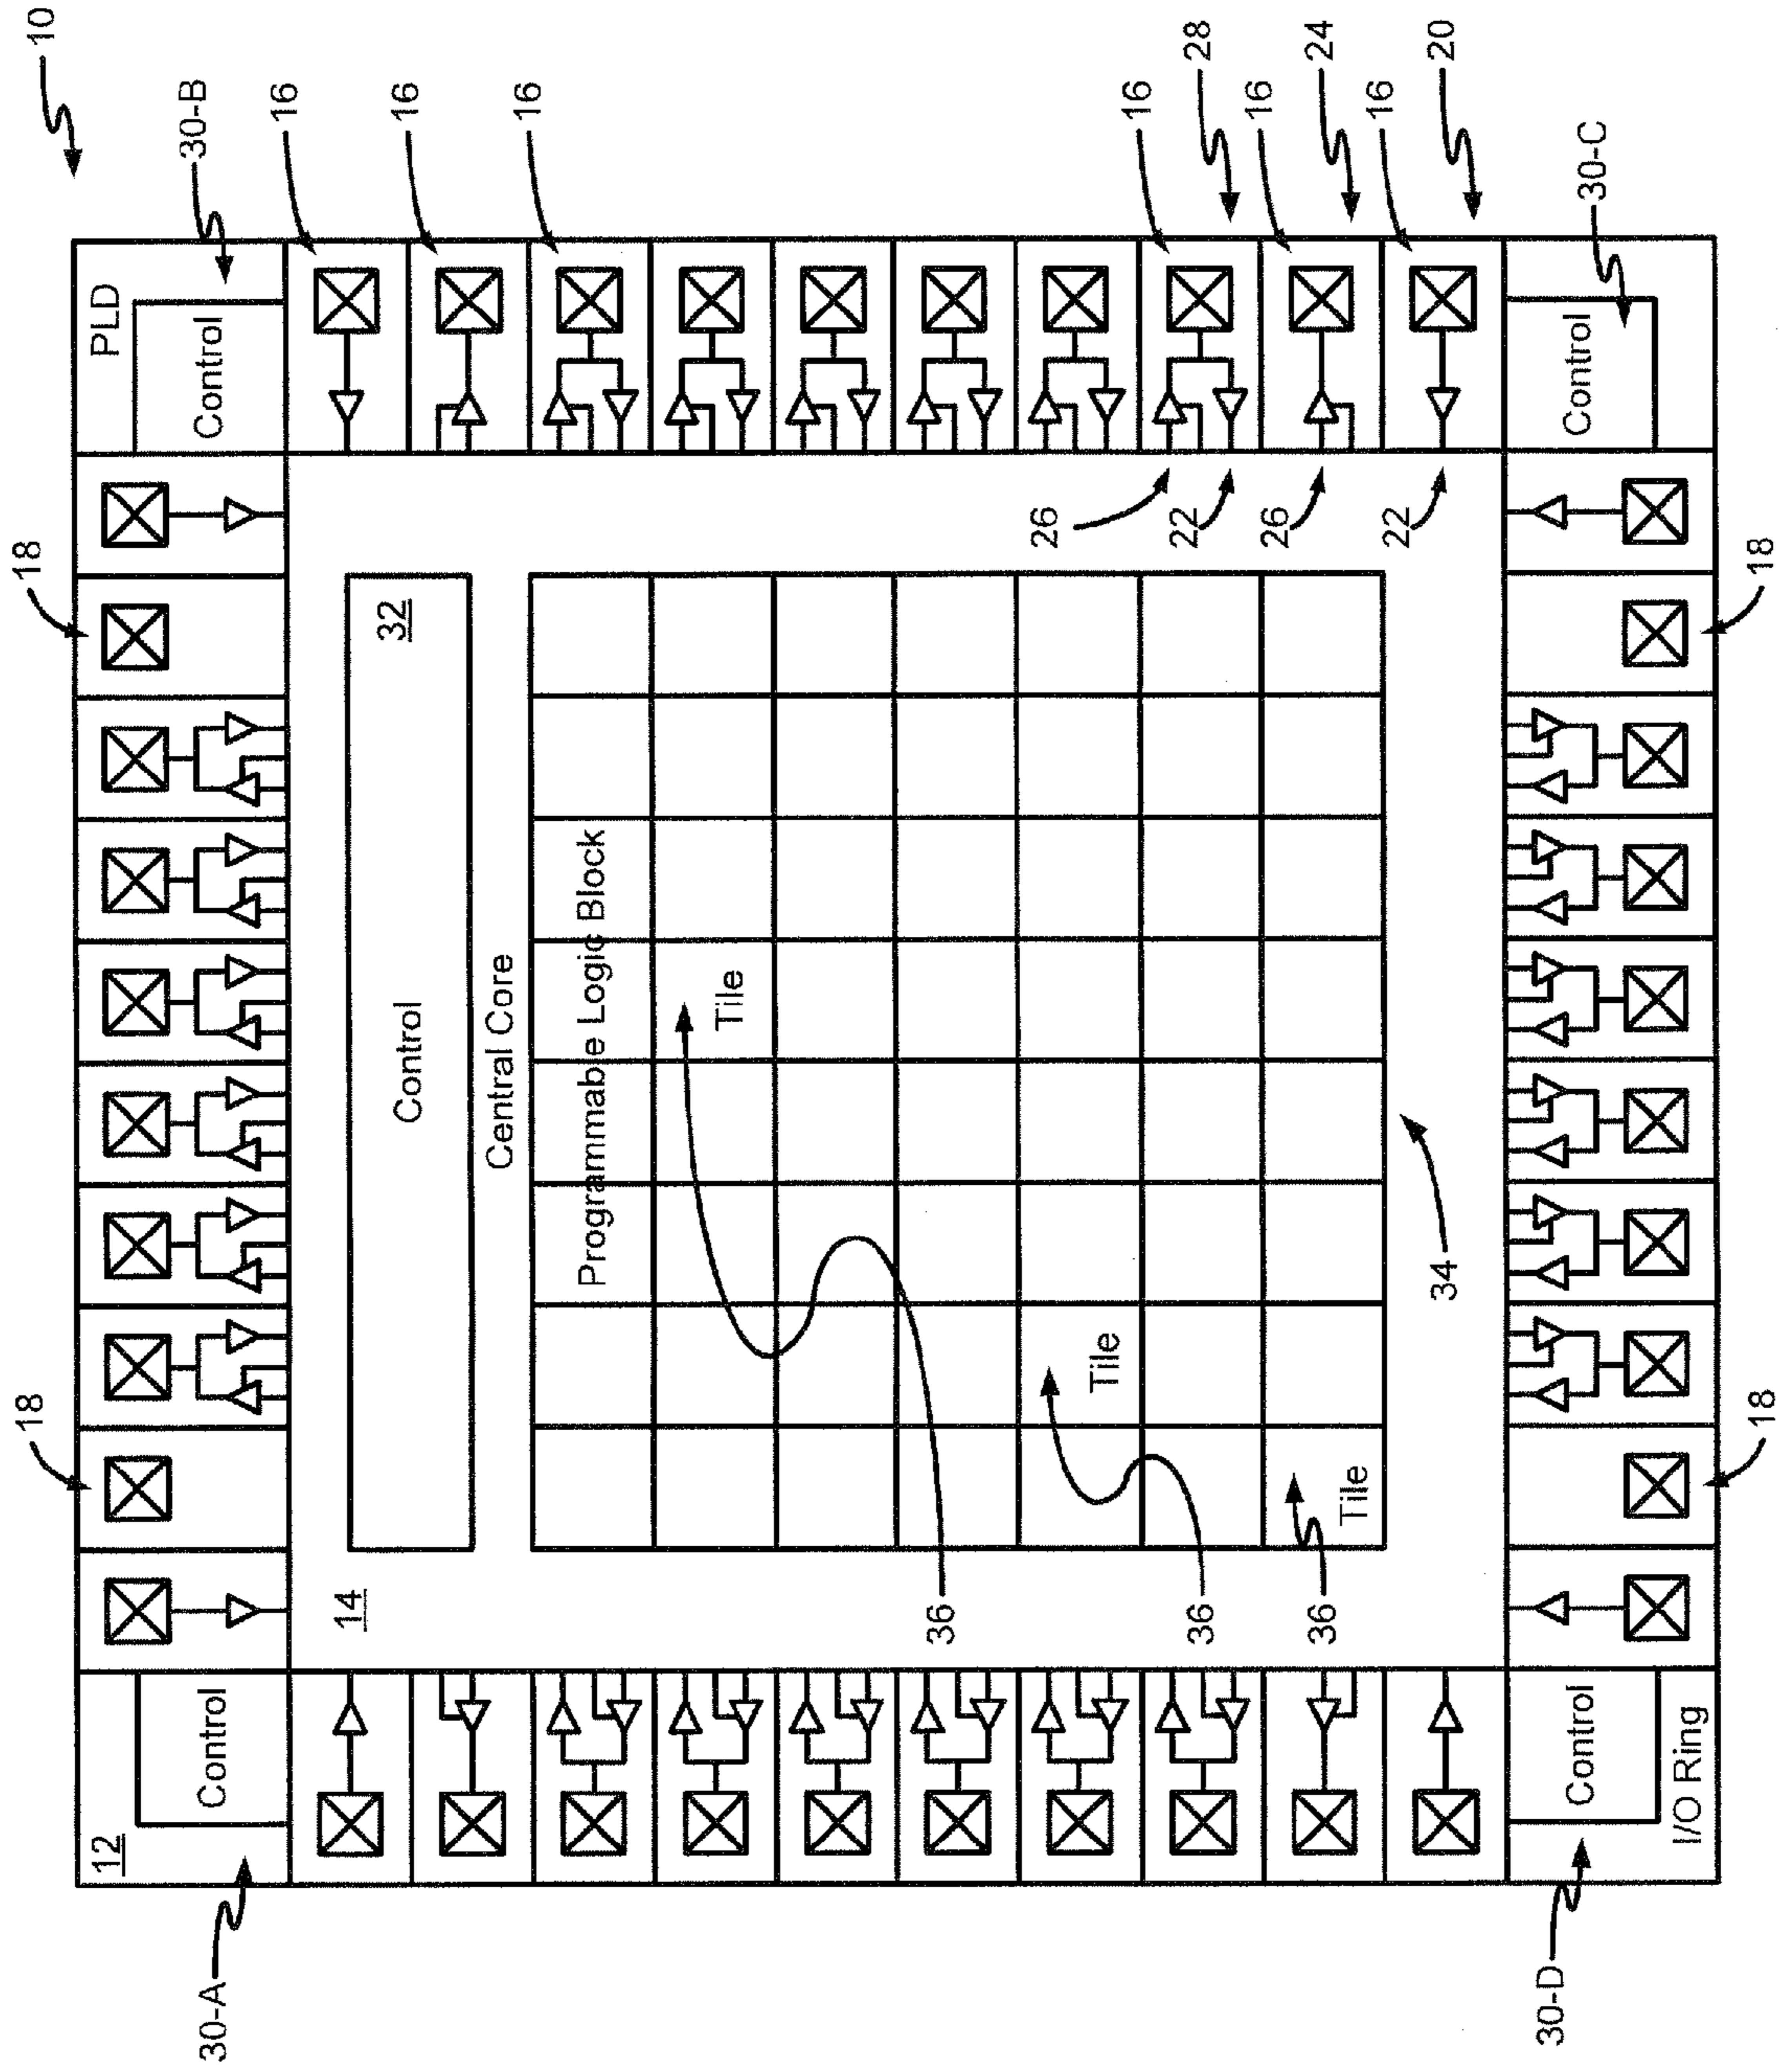 10
18
18
12
PLD
30-A
Control
Control
30-B
16
14
32
16
Control
Central Core
16
Programmable Logic Block
Tile
36
26
Tile
16
36
22
28
26
16
36
24
Tile
22
16
34
20
30-D
Control
Control
30-C
I/O Ring
18
18